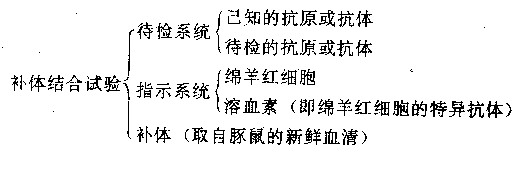 待检系统
已知的抗原或抗体
待检的抗原或抗体
补体结合试验
指示系统
绵羊红细胞
溶血素（即绵羊红细胞的特异抗体）
补体（取自豚鼠的新鲜血清）